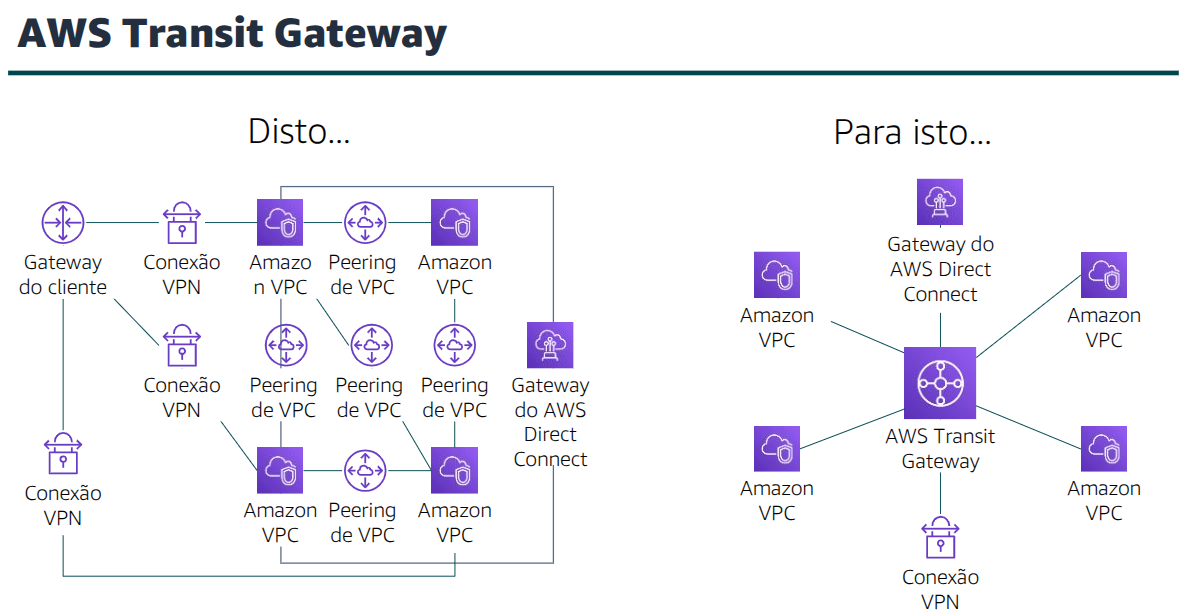 AWS Transit Gateway
Disto...
Gateway
do cliente
Conexão
VPN
Amazo
n VPC
Peering
de VPC
Amazon
VPC
Conexão
VPN
Peering
de VPC
Peering
de VPC
Peering
de VPC
Gateway
do AWS
Direct
Connect
Conexão
VPN
Amazon
VPC
Peering
de VPC
Amazon
VPC
Para isto...
Gateway do
AWS Direct
Connect
Amazon
VPC
Amazon
VPC
AWS Transit
Gateway
Amazon
VPC
Amazon
VPC
Conexão
VPN